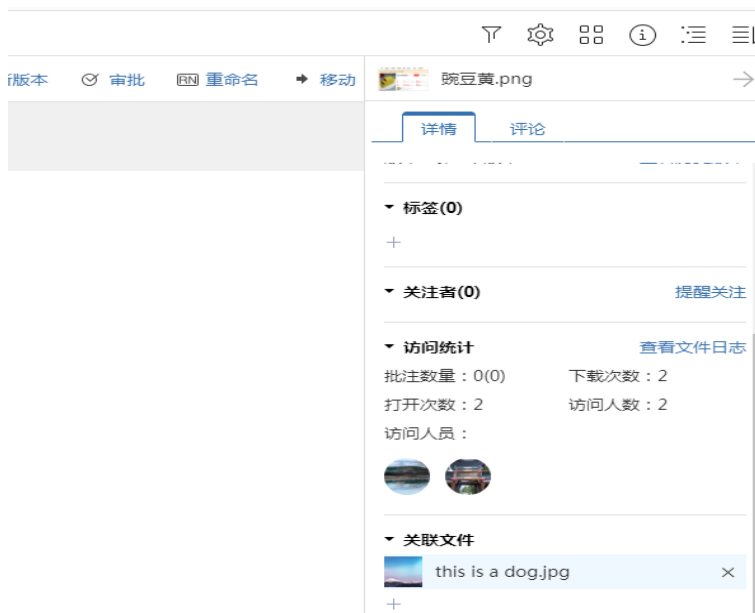 新版本 审批 RN 重命名 移动
豌豆黄.png
详情 评论
标签(0)
关注者(0) 提醒关注
访问统计 查看文件日志
批注数量：0(0) 下载次数：2
打开次数：2 访问人数：2
访问人员：
关联文件
this is a dog.jpg